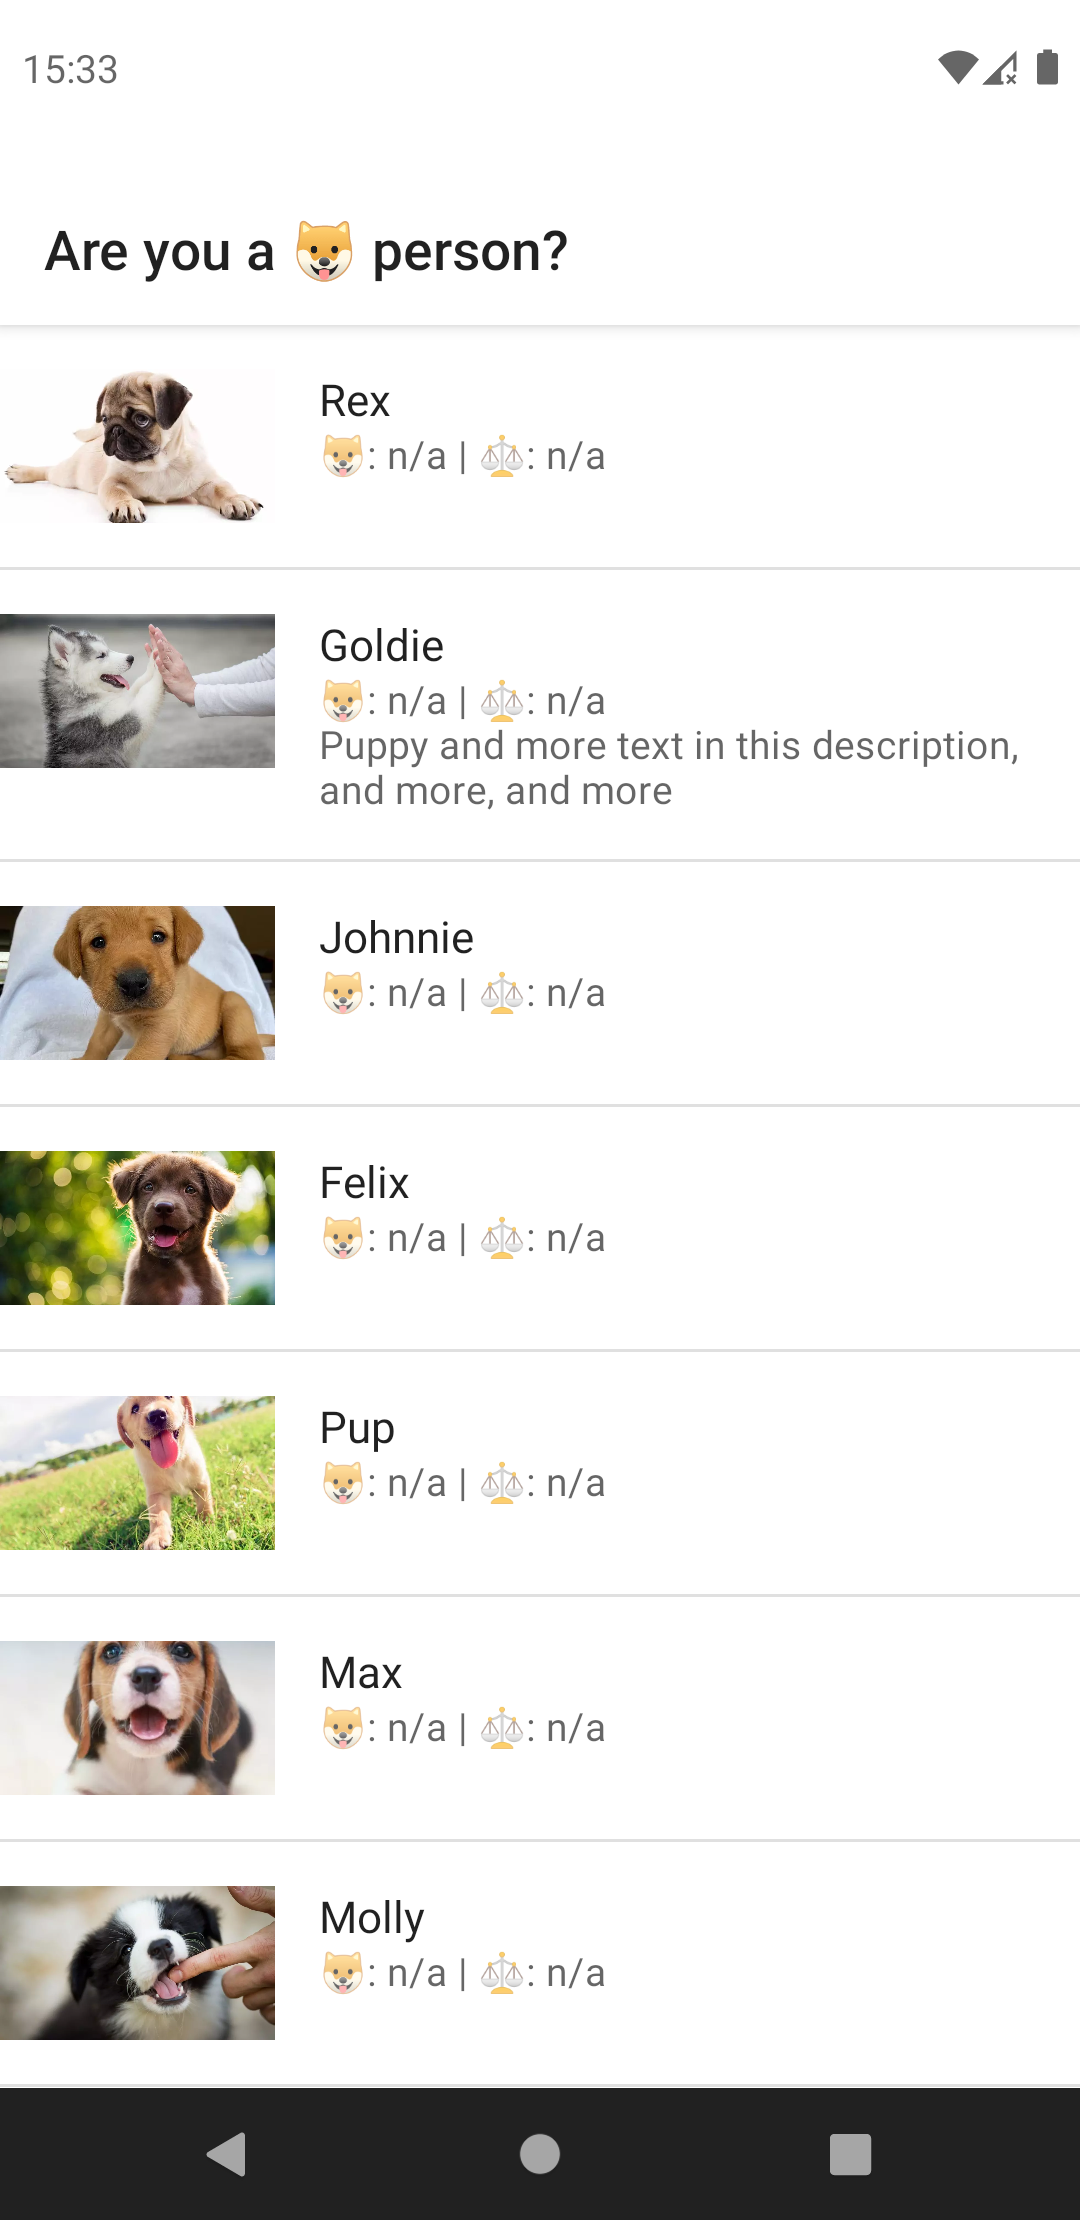 15:33
Are you a 🐶 person?
Rex
🐶: n/a | ⚖️: n/a
Goldie
🐶: n/a | ⚖️: n/a
Puppy and more text in this description,
and more, and more
Johnnie
🐶: n/a | ⚖️: n/a
Felix
🐶: n/a | ⚖️: n/a
Pup
🐶: n/a | ⚖️: n/a
Max
🐶: n/a | ⚖️: n/a
Molly
🐶: n/a | ⚖️: n/a